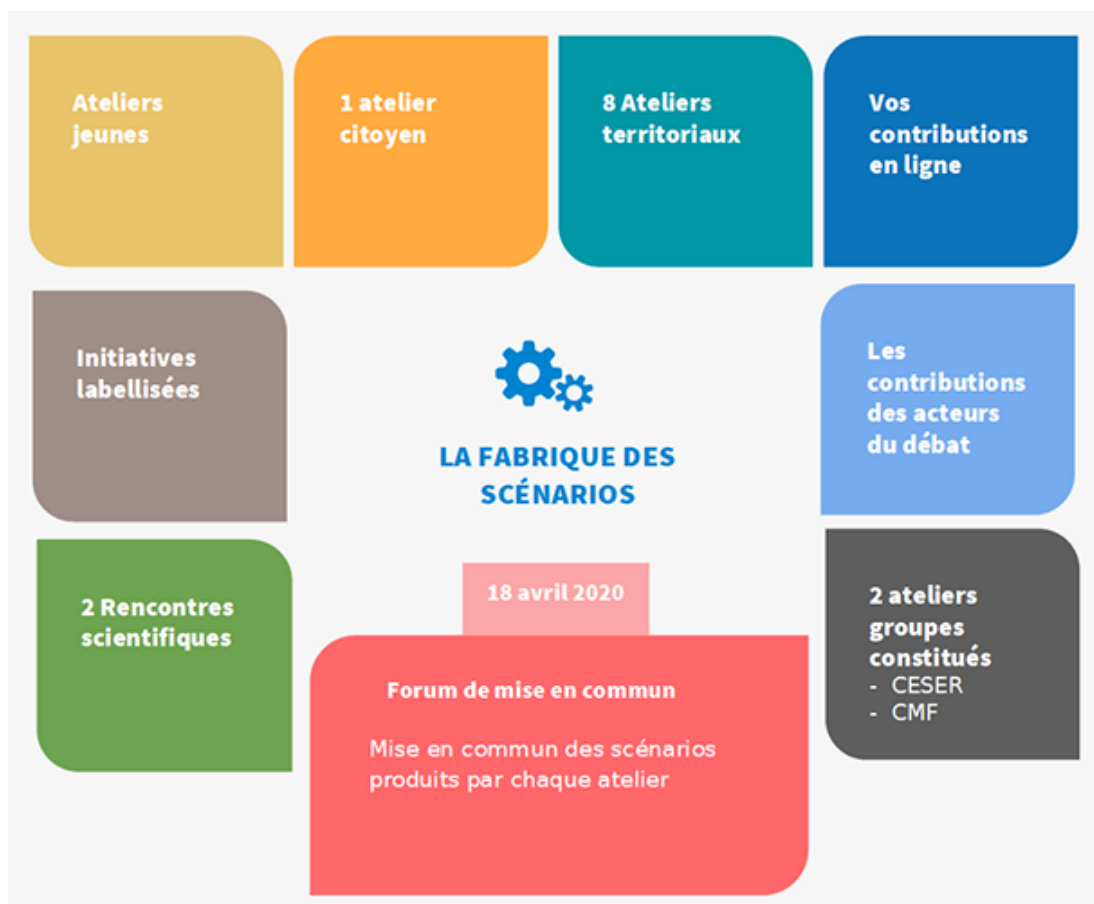 Ateliers
jeunes
1 atelier
citoyen
8 Ateliers
territoriaux
Vos
contributions
en ligne
Initiatives
labellisées
LA FABRIQUE DES
SCÉNARIOS
Les
contributions
des acteurs
du débat
2 Rencontres
scientifiques
18 avril 2020
Forum de mise en commun
Mise en commun des scénarios
produits par chaque atelier
2 ateliers
groupes
constitués
- CESER
- CMF